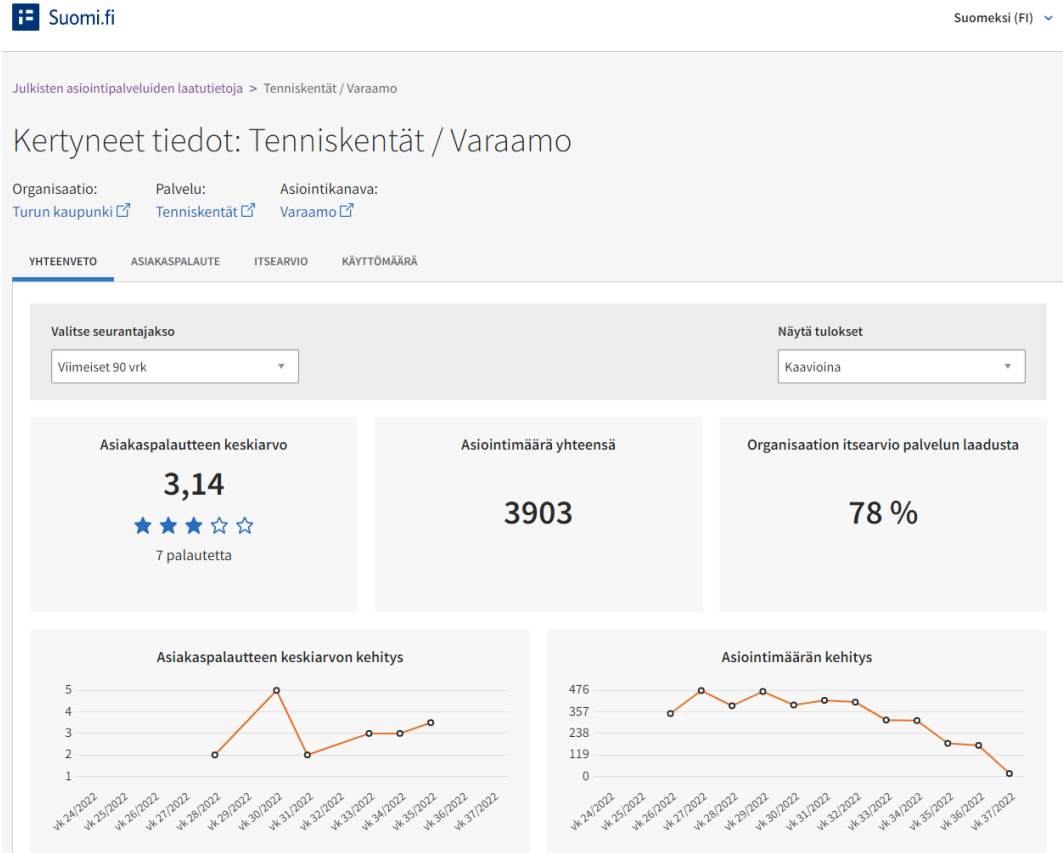 Suomi.fi
Suomeksi (FI)
Julkisten asiointipalveluiden laatutietoja > Tenniskentät / Varaamo
Kertyneet tiedot: Tenniskentät / Varaamo
Organisaatio: Palvelu: Asiointikanava:
Turun kaupunki Tenniskentät Varaamo
YHTEENVETO ASIAKASPALAUTE ITSEARVIO KÄYTTÖMÄÄRÄ
Valitse seurantajakso Näytä tulokset
Viimeiset 90 vrk Kaavioina
Asiakaspalautteen keskiarvo
3,14
7 palautetta
Asiointimäärä yhteensä
3903
Organisaation itsearvio palvelun laadusta
78 %
Asiakaspalautteen keskiarvon kehitys
5
4
3
2
1
vk 24/2022
vk 25/2022
vk 26/2022
vk 27/2022
vk 28/2022
vk 29/2022
vk 30/2022
vk 31/2022
vk 32/2022
vk 33/2022
vk 34/2022
vk 35/2022
vk 36/2022
vk 37/2022
Asiointimäärän kehitys
476
357
238
119
0
vk 24/2022
vk 25/2022
vk 26/2022
vk 27/2022
vk 28/2022
vk 29/2022
vk 30/2022
vk 31/2022
vk 32/2022
vk 33/2022
vk 34/2022
vk 35/2022
vk 36/2022
vk 37/2022